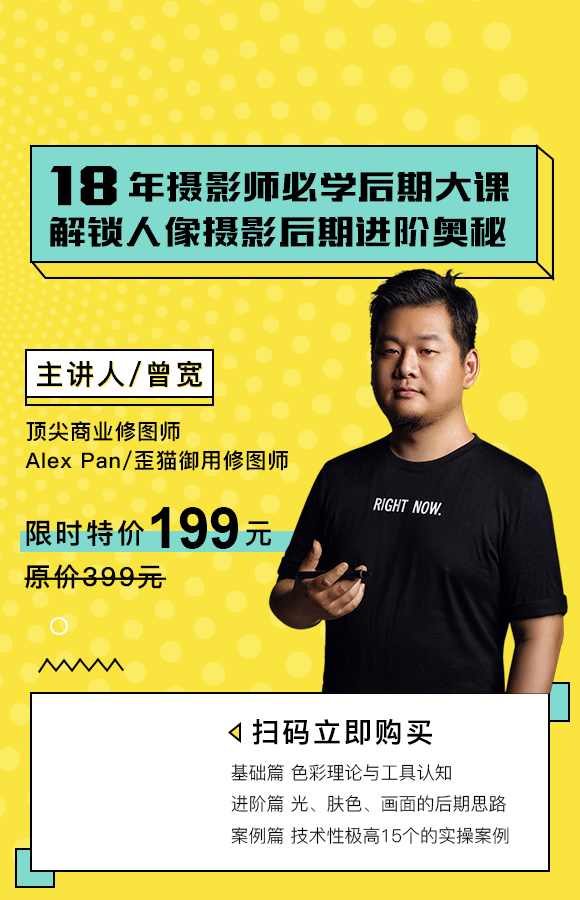 18年摄影师必学后期大课
解锁人像摄影后期进阶奥秘
主讲人/曾宽
顶尖商业修图师
Alex Pan/歪猫御用修图师
RIGHT NOW.
限时特价199元
原价399元
扫码立即购买
基础篇 色彩理论与工具认知
进阶篇 光、肤色、画面的后期思路
案例篇 技术性极高15个的实操案例